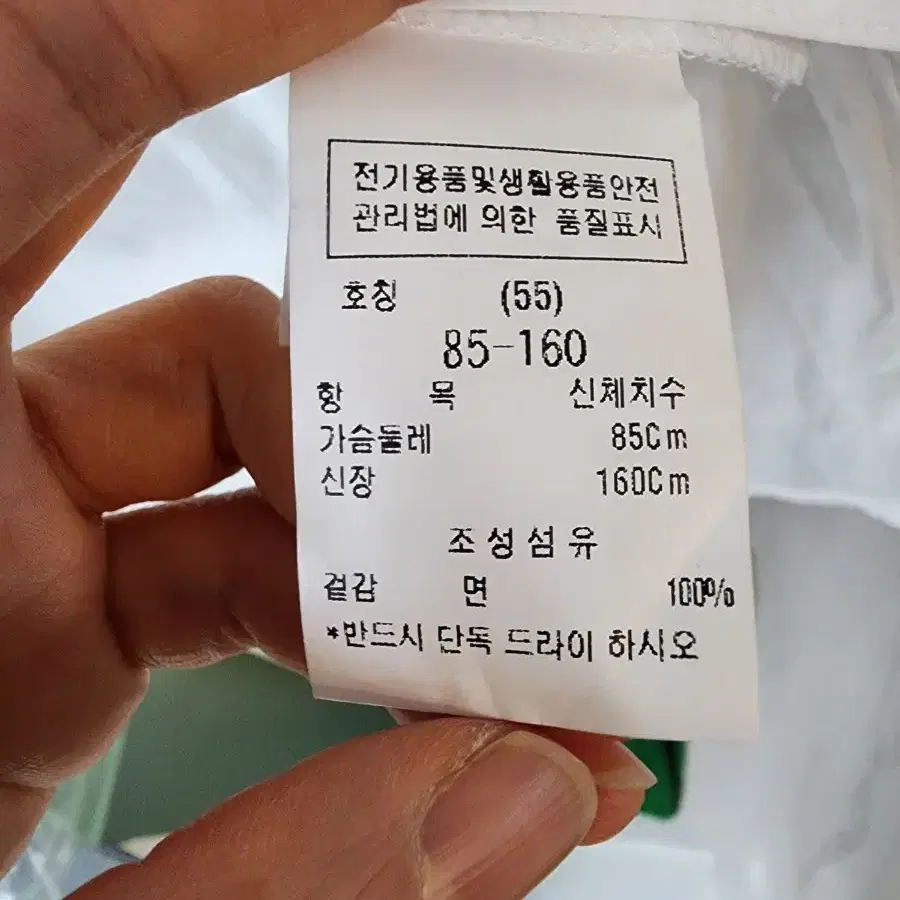 전기용품및생활용품안전
관리법에 의한 품질표시
호칭 (55)
85-160
항 목 신체치수
가슴둘레 85Cm
신장 160Cm
조성섬유
겉감 면 100%
*반드시 단독 드라이 하시오